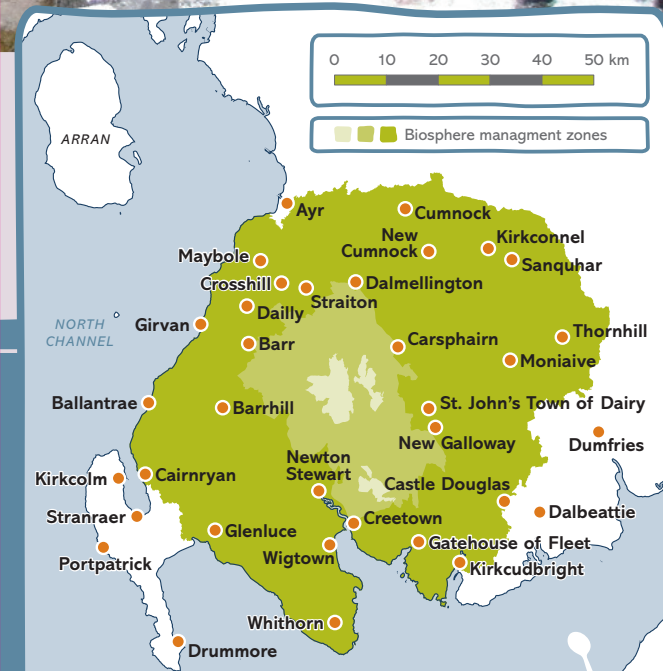 0 10 20 30 40 50 km
Biosphere managment zones
ARRAN
Ayr
Cumnock
New
Cumnock
Kirkconnel
Sanquhar
Maybole
Crosshill
Straiton
Dalmellington
Dailly
NORTH
CHANNEL
Girvan
Barr
Carsphairn
Thornhill
Moniaive
Ballantrae
Barrhill
St. John's Town of Dairy
New Galloway
Dumfries
Newton
Stewart
Kirkcolm
Cairnryan
Castle Douglas
Stranraer
Glenluce
Creetown
Dalbeattie
Portpatrick
Wigtown
Gatehouse of Fleet
Kirkcudbright
Whithorn
Drummore